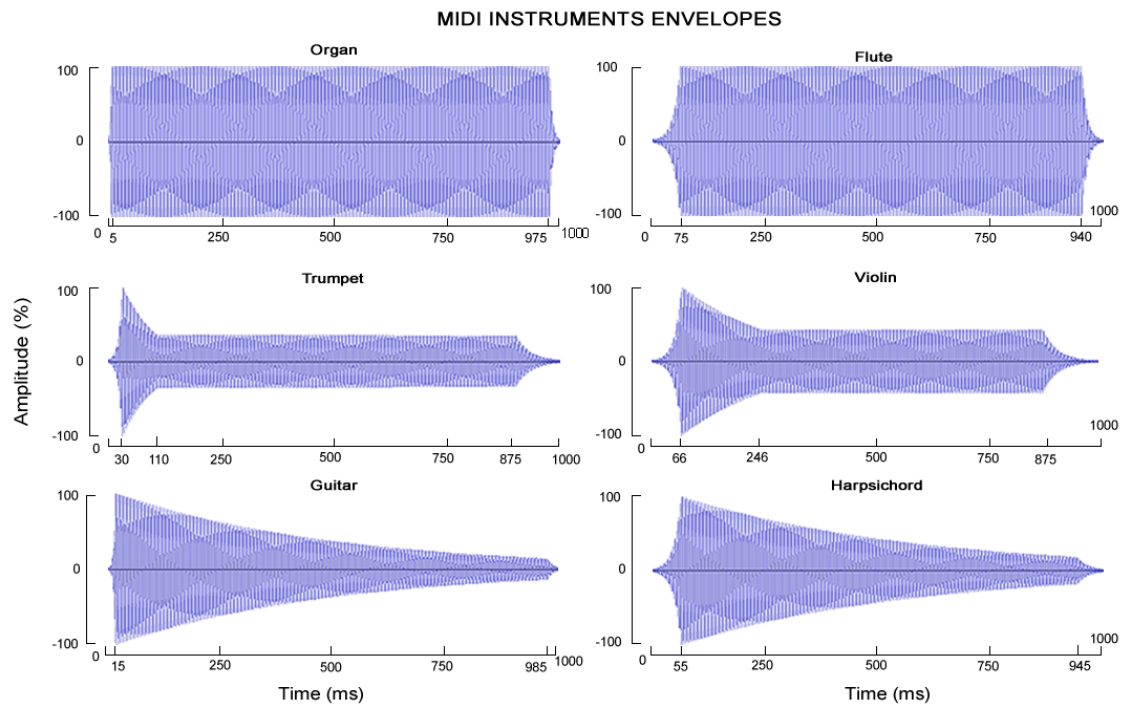 MIDI INSTRUMENTS ENVELOPES
Organ
100
0
-100
0 5 250 500 750 975 1000
Flute
100
0
-100
0 75 250 500 750 940 1000
Amplitude (%)
Trumpet
100
0
-100
0 30 110 250 500 750 875 1000
Violin
100
0
-100
0 66 246 500 750 875 1000
Guitar
100
0
-100
0 15 250 500 750 985 1000
Time (ms)
Harpsichord
100
0
-100
0 55 250 500 750 945 1000
Time (ms)